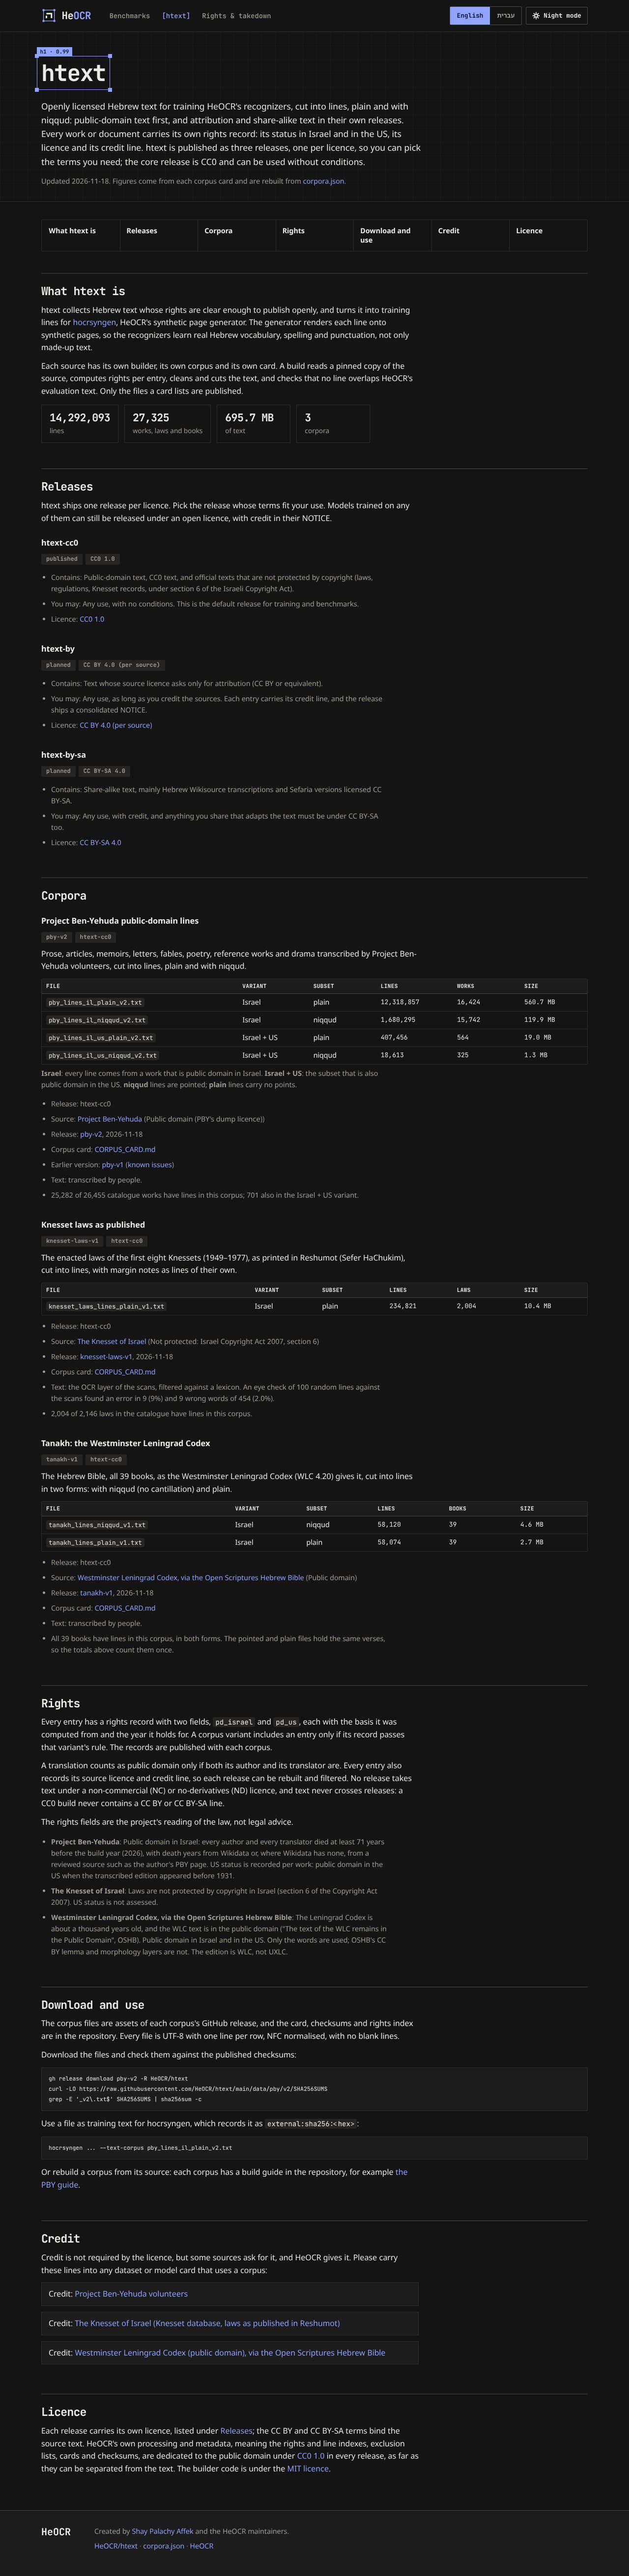 HeOCR
Benchmarks
[htext]
Rights & takedown
English
עברית
Night mode
h1 · 0.99
htext
Openly licensed Hebrew text for training HeOCR's recognizers, cut into lines, plain and with
niqqud: public-domain text first, and attribution and share-alike text in their own releases.
Every work or document carries its own rights record: its status in Israel and in the US, its
licence and its credit line. htext is published as three releases, one per licence, so you can pick
the terms you need; the core release is CC0 and can be used without conditions.
Updated 2026-11-18. Figures come from each corpus card and are rebuilt from corpora.json.
What htext is
Releases
Corpora
Rights
Download and
use
Credit
Licence
What htext is
htext collects Hebrew text whose rights are clear enough to publish openly, and turns it into training
lines for hocrsyngen, HeOCR's synthetic page generator. The generator renders each line onto
synthetic pages, so the recognizers learn real Hebrew vocabulary, spelling and punctuation, not only
made-up text.
Each source has its own builder, its own corpus and its own card. A build reads a pinned copy of the
source, computes rights per entry, cleans and cuts the text, and checks that no line overlaps HeOCR's
evaluation text. Only the files a card lists are published.
14,292,093
lines
27,325
works, laws and books
695.7 MB
of text
3
corpora
Releases
htext ships one release per licence. Pick the release whose terms fit your use. Models trained on any
of them can still be released under an open licence, with credit in their NOTICE.
htext-cc0
published
CC0 1.0
• Contains: Public-domain text, CC0 text, and official texts that are not protected by copyright (laws,
regulations, Knesset records, under section 6 of the Israeli Copyright Act).
• You may: Any use, with no conditions. This is the default release for training and benchmarks.
• Licence: CC0 1.0
htext-by
planned
CC BY 4.0 (per source)
• Contains: Text whose source licence asks only for attribution (CC BY or equivalent).
• You may: Any use, as long as you credit the sources. Each entry carries its credit line, and the release
ships a consolidated NOTICE.
• Licence: CC BY 4.0 (per source)
htext-by-sa
planned
CC BY-SA 4.0
• Contains: Share-alike text, mainly Hebrew Wikisource transcriptions and Sefaria versions licensed CC
BY-SA.
• You may: Any use, with credit, and anything you share that adapts the text must be under CC BY-SA
too.
• Licence: CC BY-SA 4.0
Corpora
Project Ben-Yehuda public-domain lines
pby-v2
htext-cc0
Prose, articles, memoirs, letters, fables, poetry, reference works and drama transcribed by Project Ben-
Yehuda volunteers, cut into lines, plain and with niqqud.
FILE VARIANT SUBSET LINES WORKS SIZE
pby_lines_il_plain_v2.txt Israel plain 12,318,857 16,424 560.7 MB
pby_lines_il_niqqud_v2.txt Israel niqqud 1,680,295 15,742 119.9 MB
pby_lines_il_us_plain_v2.txt Israel + US plain 407,456 564 19.0 MB
pby_lines_il_us_niqqud_v2.txt Israel + US niqqud 18,613 325 1.3 MB
Israel: every line comes from a work that is public domain in Israel. Israel + US: the subset that is also
public domain in the US. niqqud lines are pointed; plain lines carry no points.
• Release: htext-cc0
• Source: Project Ben-Yehuda (Public domain (PBY's dump licence))
• Release: pby-v2, 2026-11-18
• Corpus card: CORPUS_CARD.md
• Earlier version: pby-v1 (known issues)
• Text: transcribed by people.
• 25,282 of 26,455 catalogue works have lines in this corpus; 701 also in the Israel + US variant.
Knesset laws as published
knesset-laws-v1
htext-cc0
The enacted laws of the first eight Knessets (1949–1977), as printed in Reshumot (Sefer HaChukim),
cut into lines, with margin notes as lines of their own.
FILE VARIANT SUBSET LINES LAWS SIZE
knesset_laws_lines_plain_v1.txt Israel plain 234,821 2,004 10.4 MB
• Release: htext-cc0
• Source: The Knesset of Israel (Not protected: Israel Copyright Act 2007, section 6)
• Release: knesset-laws-v1, 2026-11-18
• Corpus card: CORPUS_CARD.md
• Text: the OCR layer of the scans, filtered against a lexicon. An eye check of 100 random lines against
the scans found an error in 9 (9%) and 9 wrong words of 454 (2.0%).
• 2,004 of 2,146 laws in the catalogue have lines in this corpus.
Tanakh: the Westminster Leningrad Codex
tanakh-v1
htext-cc0
The Hebrew Bible, all 39 books, as the Westminster Leningrad Codex (WLC 4.20) gives it, cut into lines
in two forms: with niqqud (no cantillation) and plain.
FILE VARIANT SUBSET LINES BOOKS SIZE
tanakh_lines_niqqud_v1.txt Israel niqqud 58,120 39 4.6 MB
tanakh_lines_plain_v1.txt Israel plain 58,074 39 2.7 MB
• Release: htext-cc0
• Source: Westminster Leningrad Codex, via the Open Scriptures Hebrew Bible (Public domain)
• Release: tanakh-v1, 2026-11-18
• Corpus card: CORPUS_CARD.md
• Text: transcribed by people.
• All 39 books have lines in this corpus, in both forms. The pointed and plain files hold the same verses,
so the totals above count them once.
Rights
Every entry has a rights record with two fields, pd_israel and pd_us, each with the basis it was
computed from and the year it holds for. A corpus variant includes an entry only if its record passes
that variant's rule. The records are published with each corpus.
A translation counts as public domain only if both its author and its translator are. Every entry also
records its source licence and credit line, so each release can be rebuilt and filtered. No release takes
text under a non-commercial (NC) or no-derivatives (ND) licence, and text never crosses releases: a
CC0 build never contains a CC BY or CC BY-SA line.
The rights fields are the project's reading of the law, not legal advice.
• Project Ben-Yehuda: Public domain in Israel: every author and every translator died at least 71 years
before the build year (2026), with death years from Wikidata or, where Wikidata has none, from a
reviewed source such as the author's PBY page. US status is recorded per work: public domain in the
US when the transcribed edition appeared before 1931.
• The Knesset of Israel. Laws are not protected by copyright in Israel (section 6 of the Copyright Act
2007). US status is not assessed.
• Westminster Leningrad Codex, via the Open Scriptures Hebrew Bible: The Leningrad Codex is
about a thousand years old, and the WLC text is in the public domain ("The text of the WLC remains in
the Public Domain", OSHB). Public domain in Israel and in the US. Only the words are used; OSHB's CC
BY lemma and morphology layers are not. The edition is WLC, not UXLC.
Download and use
The corpus files are assets of each corpus's GitHub release, and the card, checksums and rights index
are in the repository. Every file is UTF-8 with one line per row, NFC normalised, with no blank lines.
Download the files and check them against the published checksums:
gh release download pby-v2 -R HeOCR/htext
curl -LO https://raw.githubusercontent.com/HeOCR/htext/main/data/pby/v2/SHA256SUMS
grep -E '_v2\.txt$' SHA256SUMS | sha256sum -c
Use a file as training text for hocrsyngen, which records it as external:sha256:<hex>:
hocrsyngen ... --text-corpus pby_lines_il_plain_v2.txt
Or rebuild a corpus from its source: each corpus has a build guide in the repository, for example the
PBY guide.
Credit
Credit is not required by the licence, but some sources ask for it, and HeOCR gives it. Please carry
these lines into any dataset or model card that uses a corpus:
Credit: Project Ben-Yehuda volunteers
Credit: The Knesset of Israel (Knesset database, laws as published in Reshumot)
Credit: Westminster Leningrad Codex (public domain), via the Open Scriptures Hebrew Bible
Licence
Each release carries its own licence, listed under Releases; the CC BY and CC BY-SA terms bind the
source text. HeOCR's own processing and metadata, meaning the rights and line indexes, exclusion
lists, cards and checksums, are dedicated to the public domain under CC0 1.0 in every release, as far as
they can be separated from the text. The builder code is under the MIT licence.
HeOCR
Created by Shay Palachy Affek and the HeOCR maintainers.
HeOCR/htext · corpora.json · HeOCR